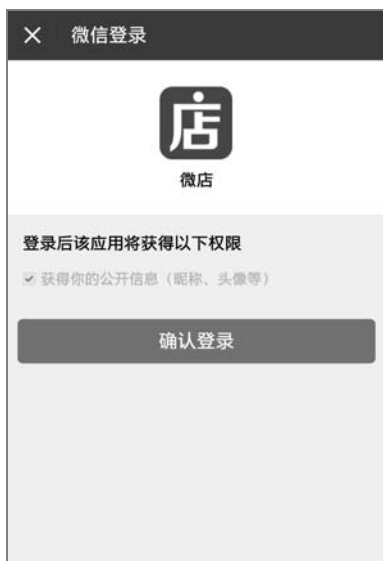 微信登录
店
微店
登录后该应用将获得以下权限
获得你的公开信息（昵称、头像等）
确认登录